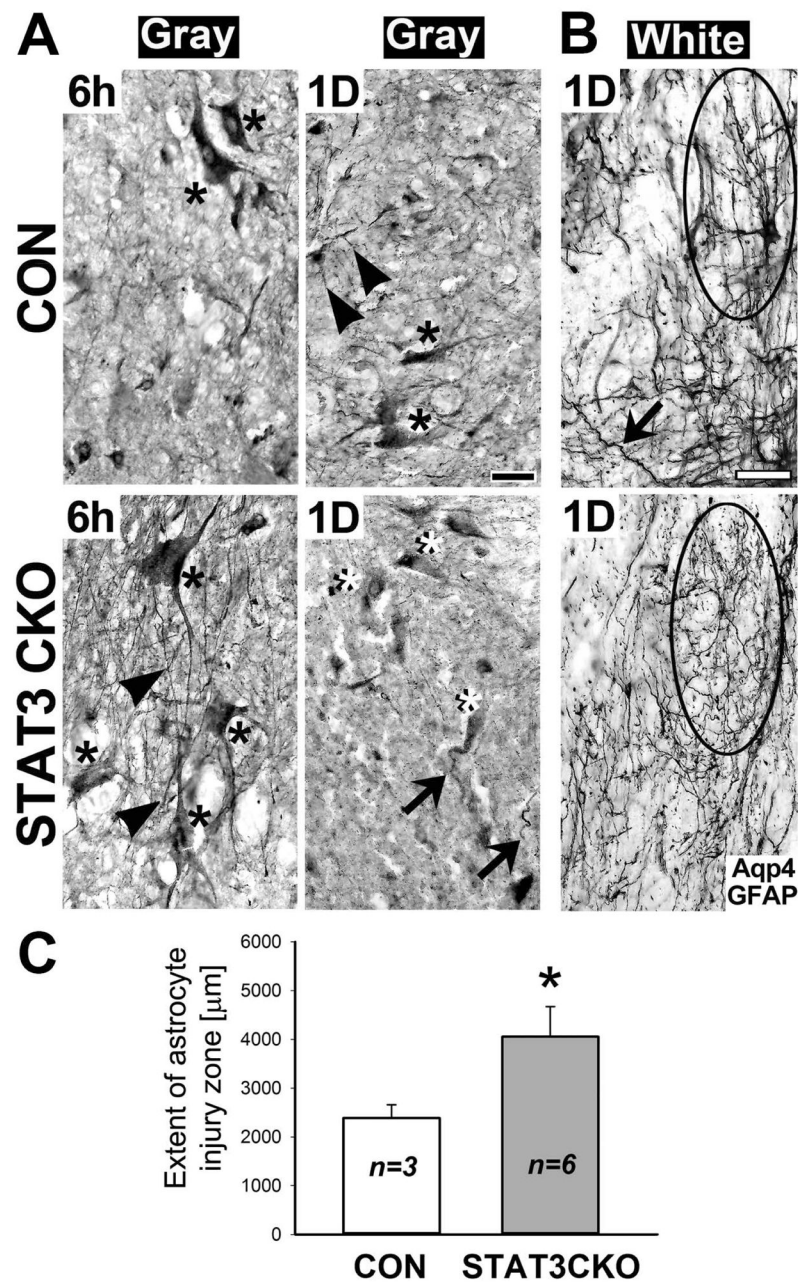 A
Gray
Gray
B
White
6h
1D
1D
*
*
*
*
CON
6h
1D
1D
*
*
*
*
*
*
*
STAT3 CKO
Aqp4
GFAP
C
Extent of astrocyte
injury zone [μm]
6000
5000
4000
3000
2000
1000
0
*
n=3
n=6
CON
STAT3CKO